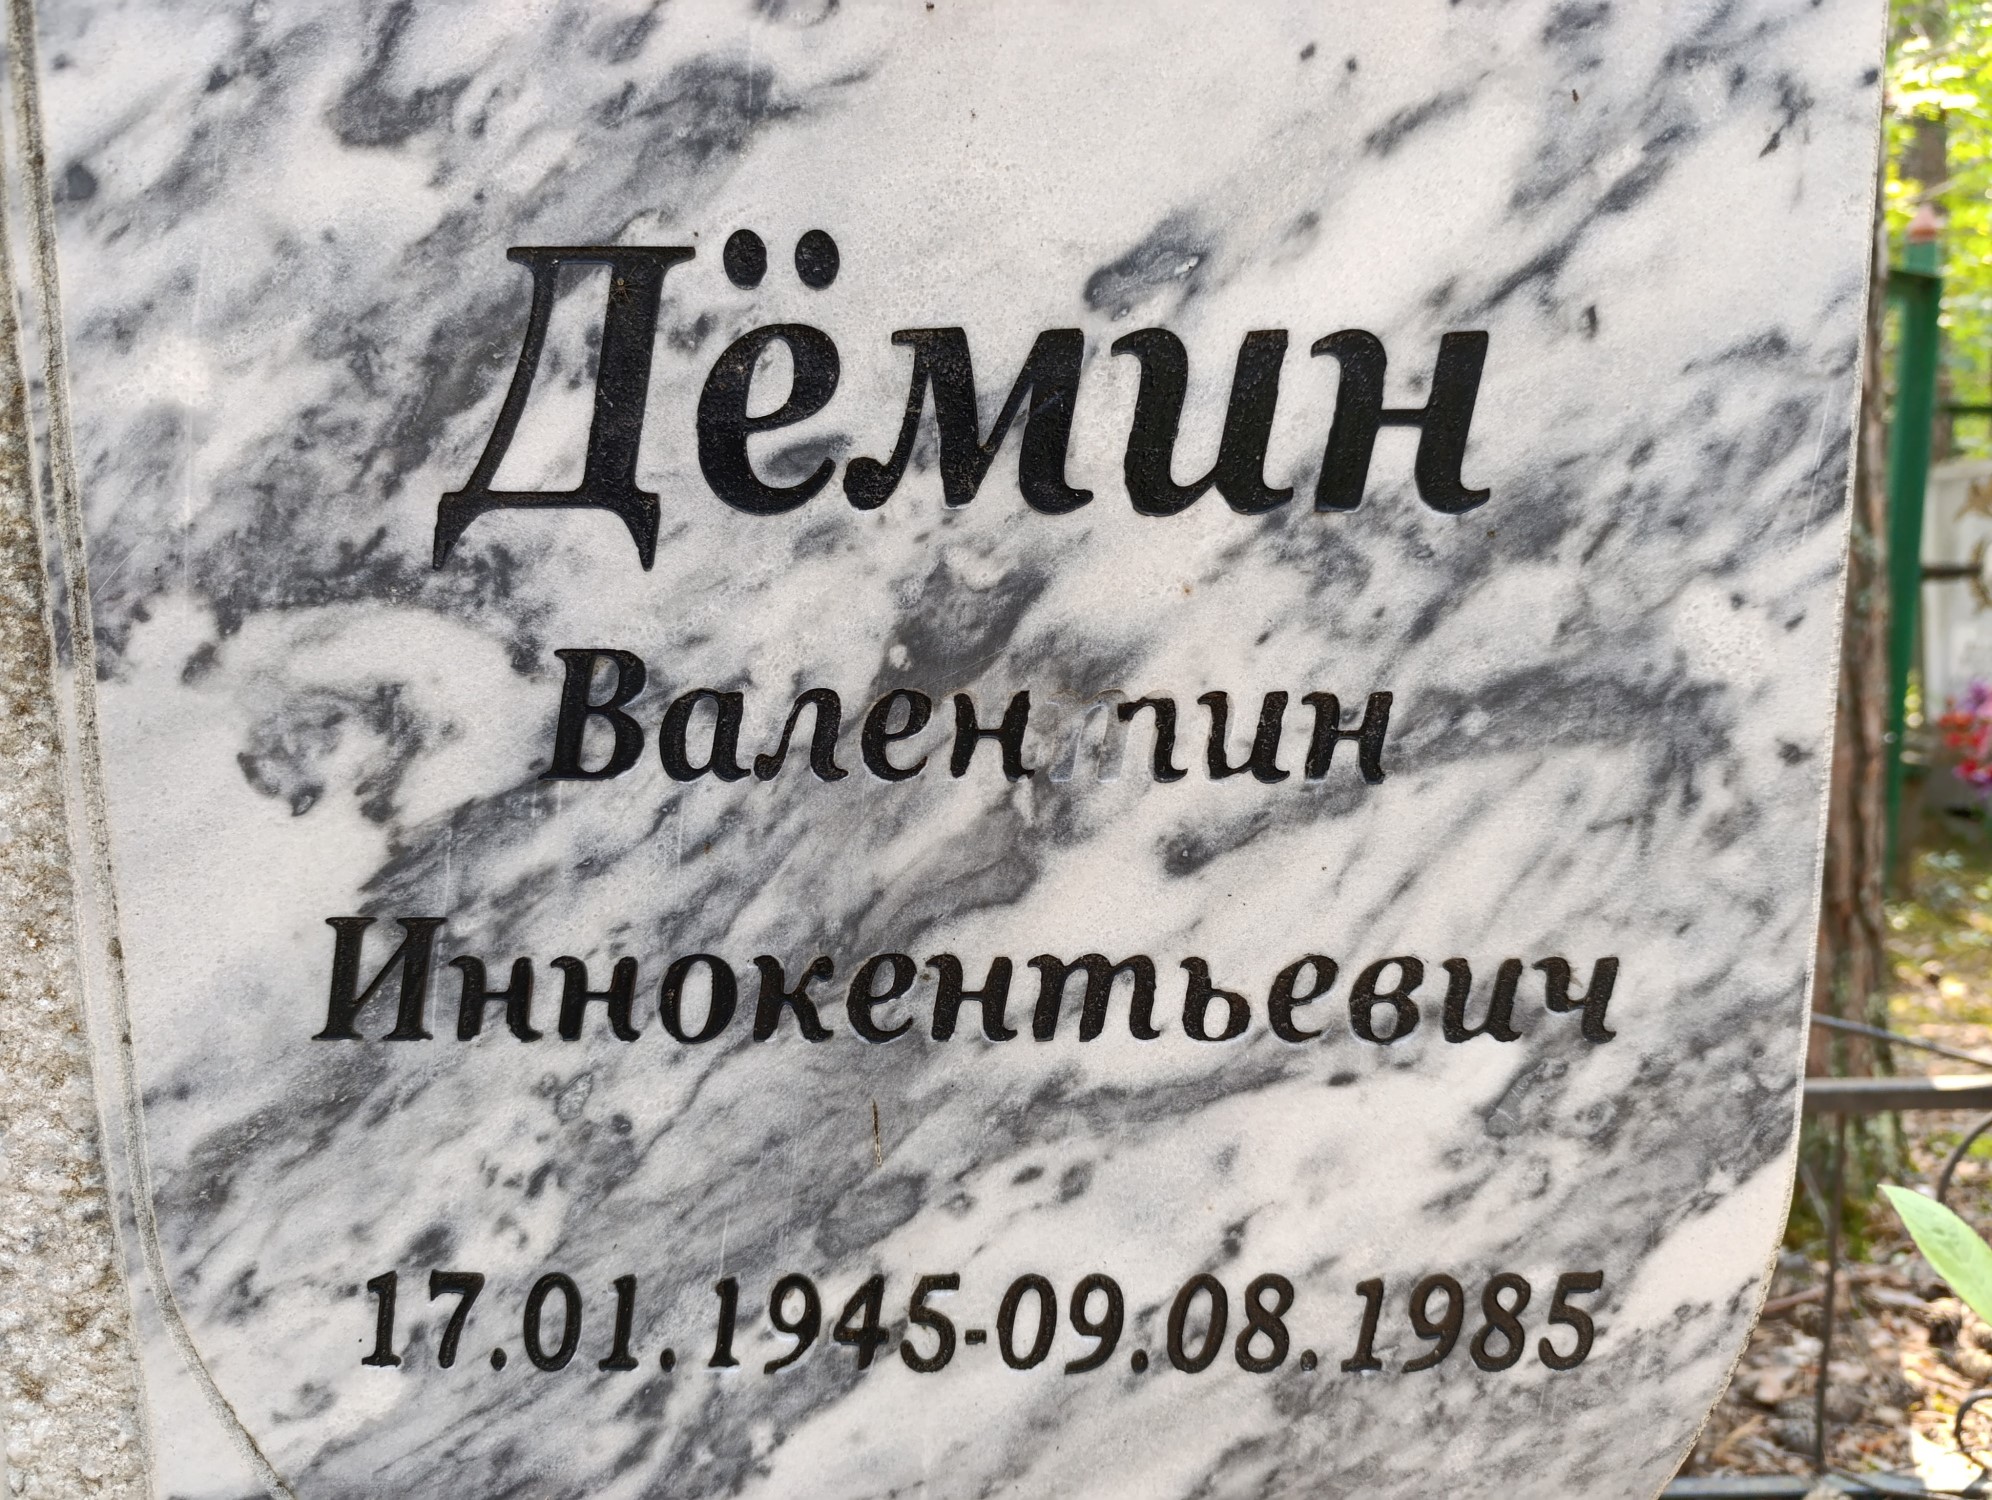 Дёмин
Валентин
Иннокентьевич
17.01.1945-09.08.1985